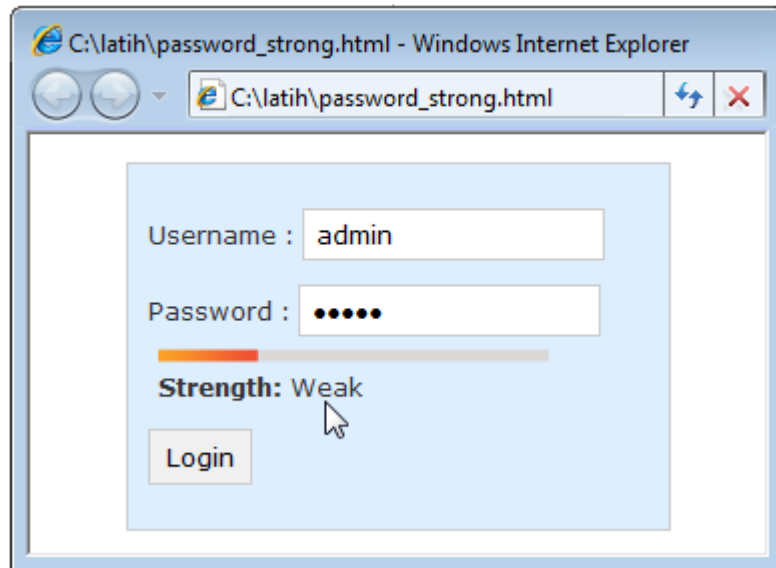 C:\latih\password_strong.html - Windows Internet Explorer
C:\latih\password_strong.html
Username : admin
Password : •••••
Strength: Weak
Login